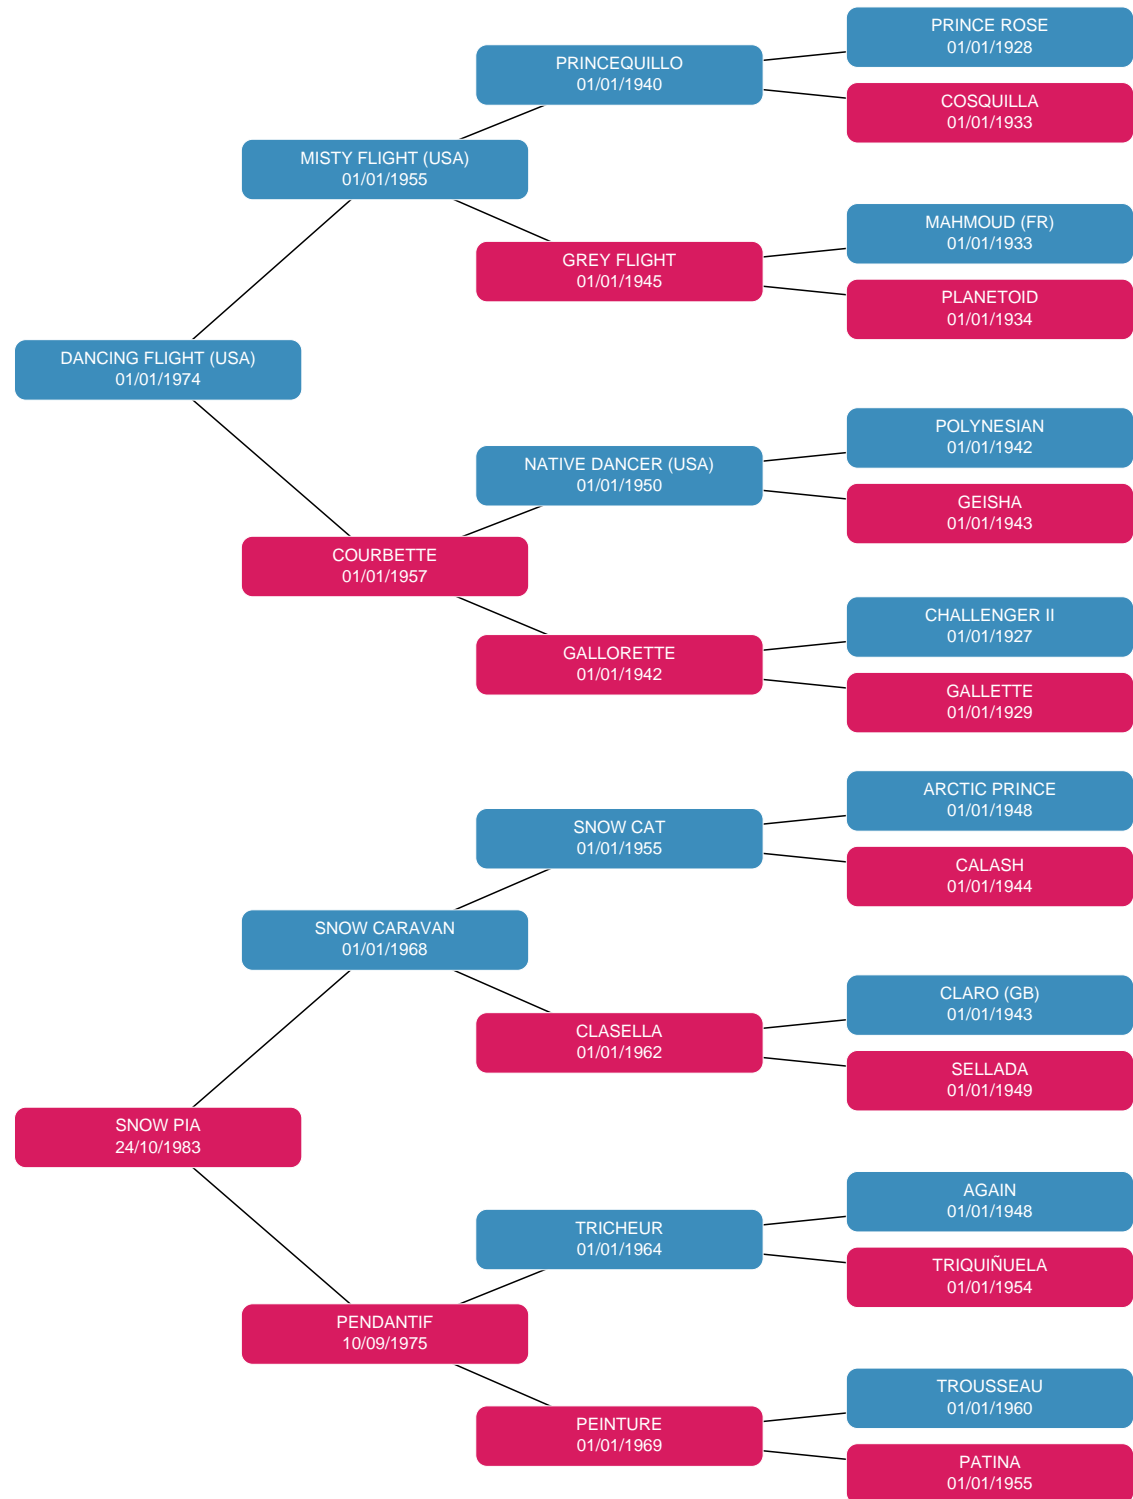 PRINCE ROSE
01/01/1928
PRINCEQUILLO
01/01/1940
COSQUILLA
01/01/1933
MISTY FLIGHT (USA)
01/01/1955
MAHMOUD (FR)
01/01/1933
GREY FLIGHT
01/01/1945
PLANETOID
01/01/1934
DANCING FLIGHT (USA)
01/01/1974
POLYNESIAN
01/01/1942
NATIVE DANCER (USA)
01/01/1950
GEISHA
01/01/1943
COURBETTE
01/01/1957
CHALLENGER II
01/01/1927
GALLORETTE
01/01/1942
GALLETTE
01/01/1929
ARCTIC PRINCE
01/01/1948
SNOW CAT
01/01/1955
CALASH
01/01/1944
SNOW CARAVAN
01/01/1968
CLARO (GB)
01/01/1943
CLASELLA
01/01/1962
SELLADA
01/01/1949
SNOW PIA
24/10/1983
AGAIN
01/01/1948
TRICHEUR
01/01/1964
TRIQUIÑUELA
01/01/1954
PENDANTIF
10/09/1975
TROUSSEAU
01/01/1960
PEINTURE
01/01/1969
PATINA
01/01/1955